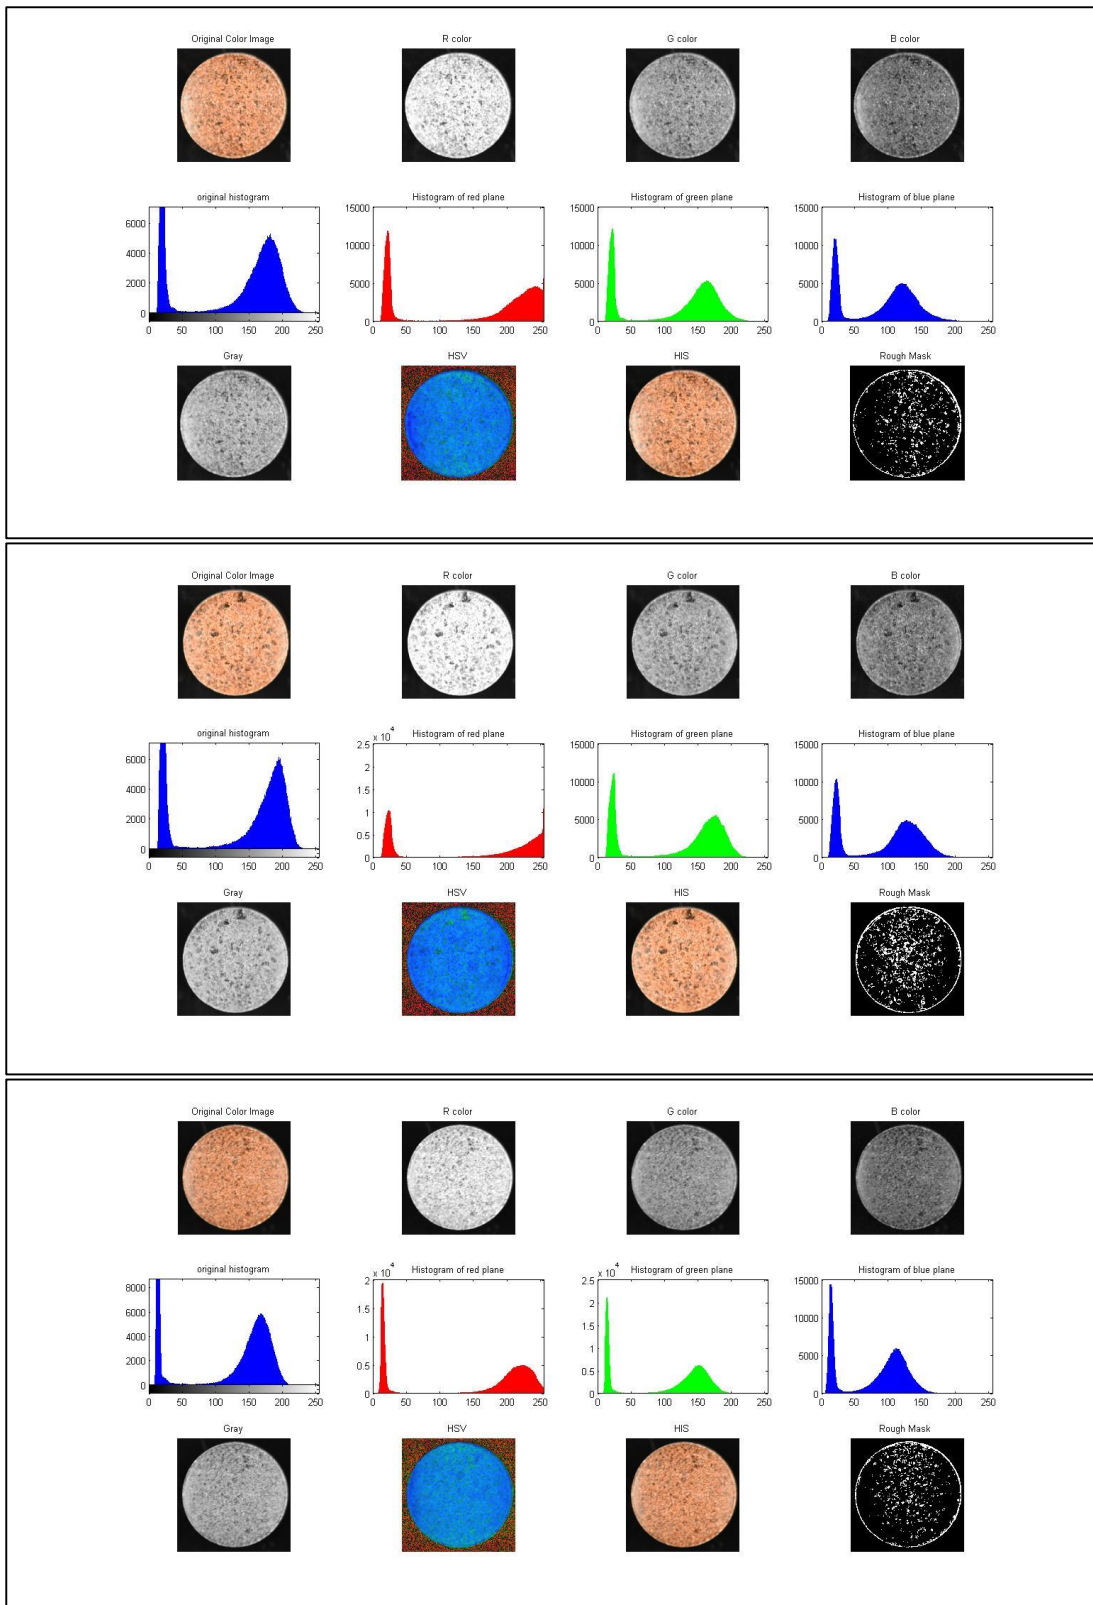 Original Color Image R color G color B color
original histogram Histogram of red plane Histogram of green plane Histogram of blue plane
6000 4000 2000 0
0 50 100 150 200 250
15000 10000 5000 0
0 50 100 150 200 250
15000 10000 5000 0
0 50 100 150 200 250
15000 10000 5000 0
0 50 100 150 200 250
Gray HSV HIS Rough Mask
Original Color Image R color G color B color
original histogram Histogram of red plane Histogram of green plane Histogram of blue plane
6000 4000 2000 0
0 50 100 150 200 250
x 10^4
2.5 2 1.5 1 0.5 0
0 50 100 150 200 250
15000 10000 5000 0
0 50 100 150 200 250
15000 10000 5000 0
0 50 100 150 200 250
Gray HSV HIS Rough Mask
Original Color Image R color G color B color
original histogram Histogram of red plane Histogram of green plane Histogram of blue plane
8000 6000 4000 2000 0
0 50 100 150 200 250
x 10^4
2 1.5 1 0.5 0
0 50 100 150 200 250
x 10^4
2.5 2 1.5 1 0.5 0
0 50 100 150 200 250
15000 10000 5000 0
0 50 100 150 200 250
Gray HSV HIS Rough Mask